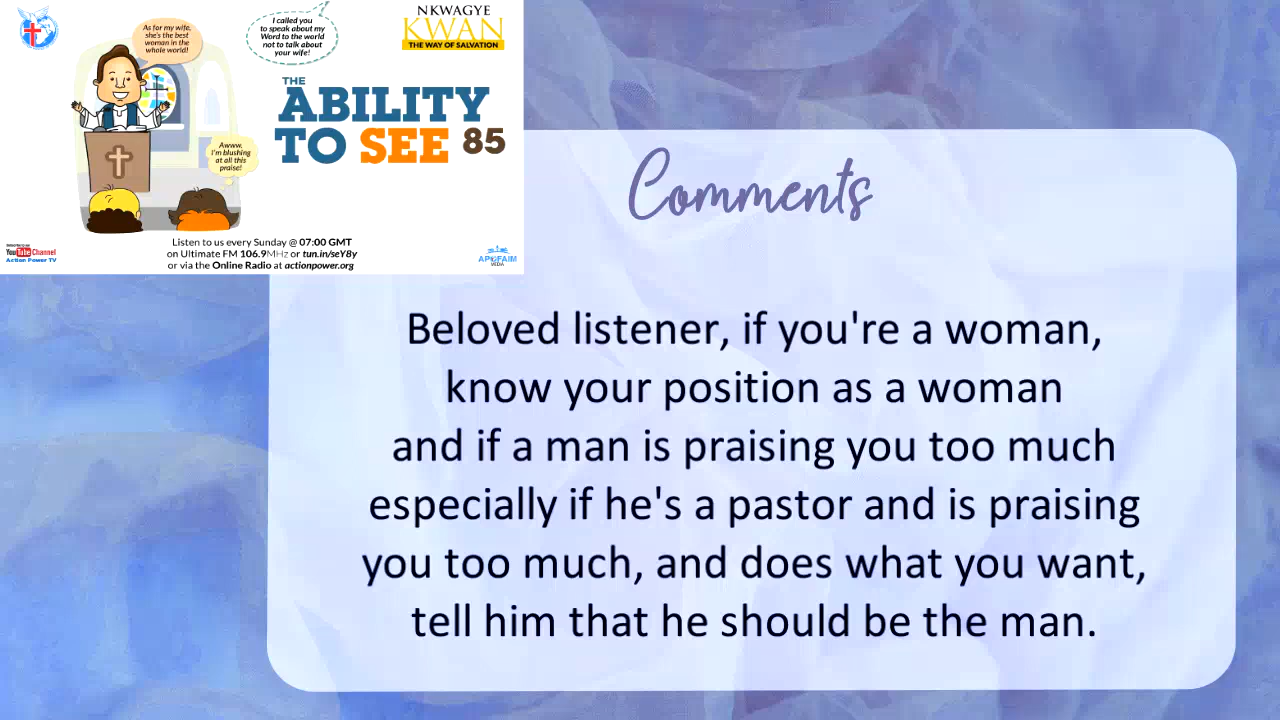 As for my wife,
she's the best
woman in the
whole world!
I called you
to speak about my
Word to the world
not to talk about
your wife!
NKWAGYE
KWAN
THE WAY OF SALVATION
THE
ABILITY
TO SEE 85
Awww,
I'm blushing
at all this
praise!
YouTube Channel
Action Power TV
Listen to us every Sunday @ 07:00 GMT
on Ultimate FM 106.9MHz or tun.in/seY8y
or via the Online Radio at actionpower.org
APOFAIM
MEDIA
Comments
Beloved listener, if you're a woman,
know your position as a woman
and if a man is praising you too much
especially if he's a pastor and is praising
you too much, and does what you want,
tell him that he should be the man.